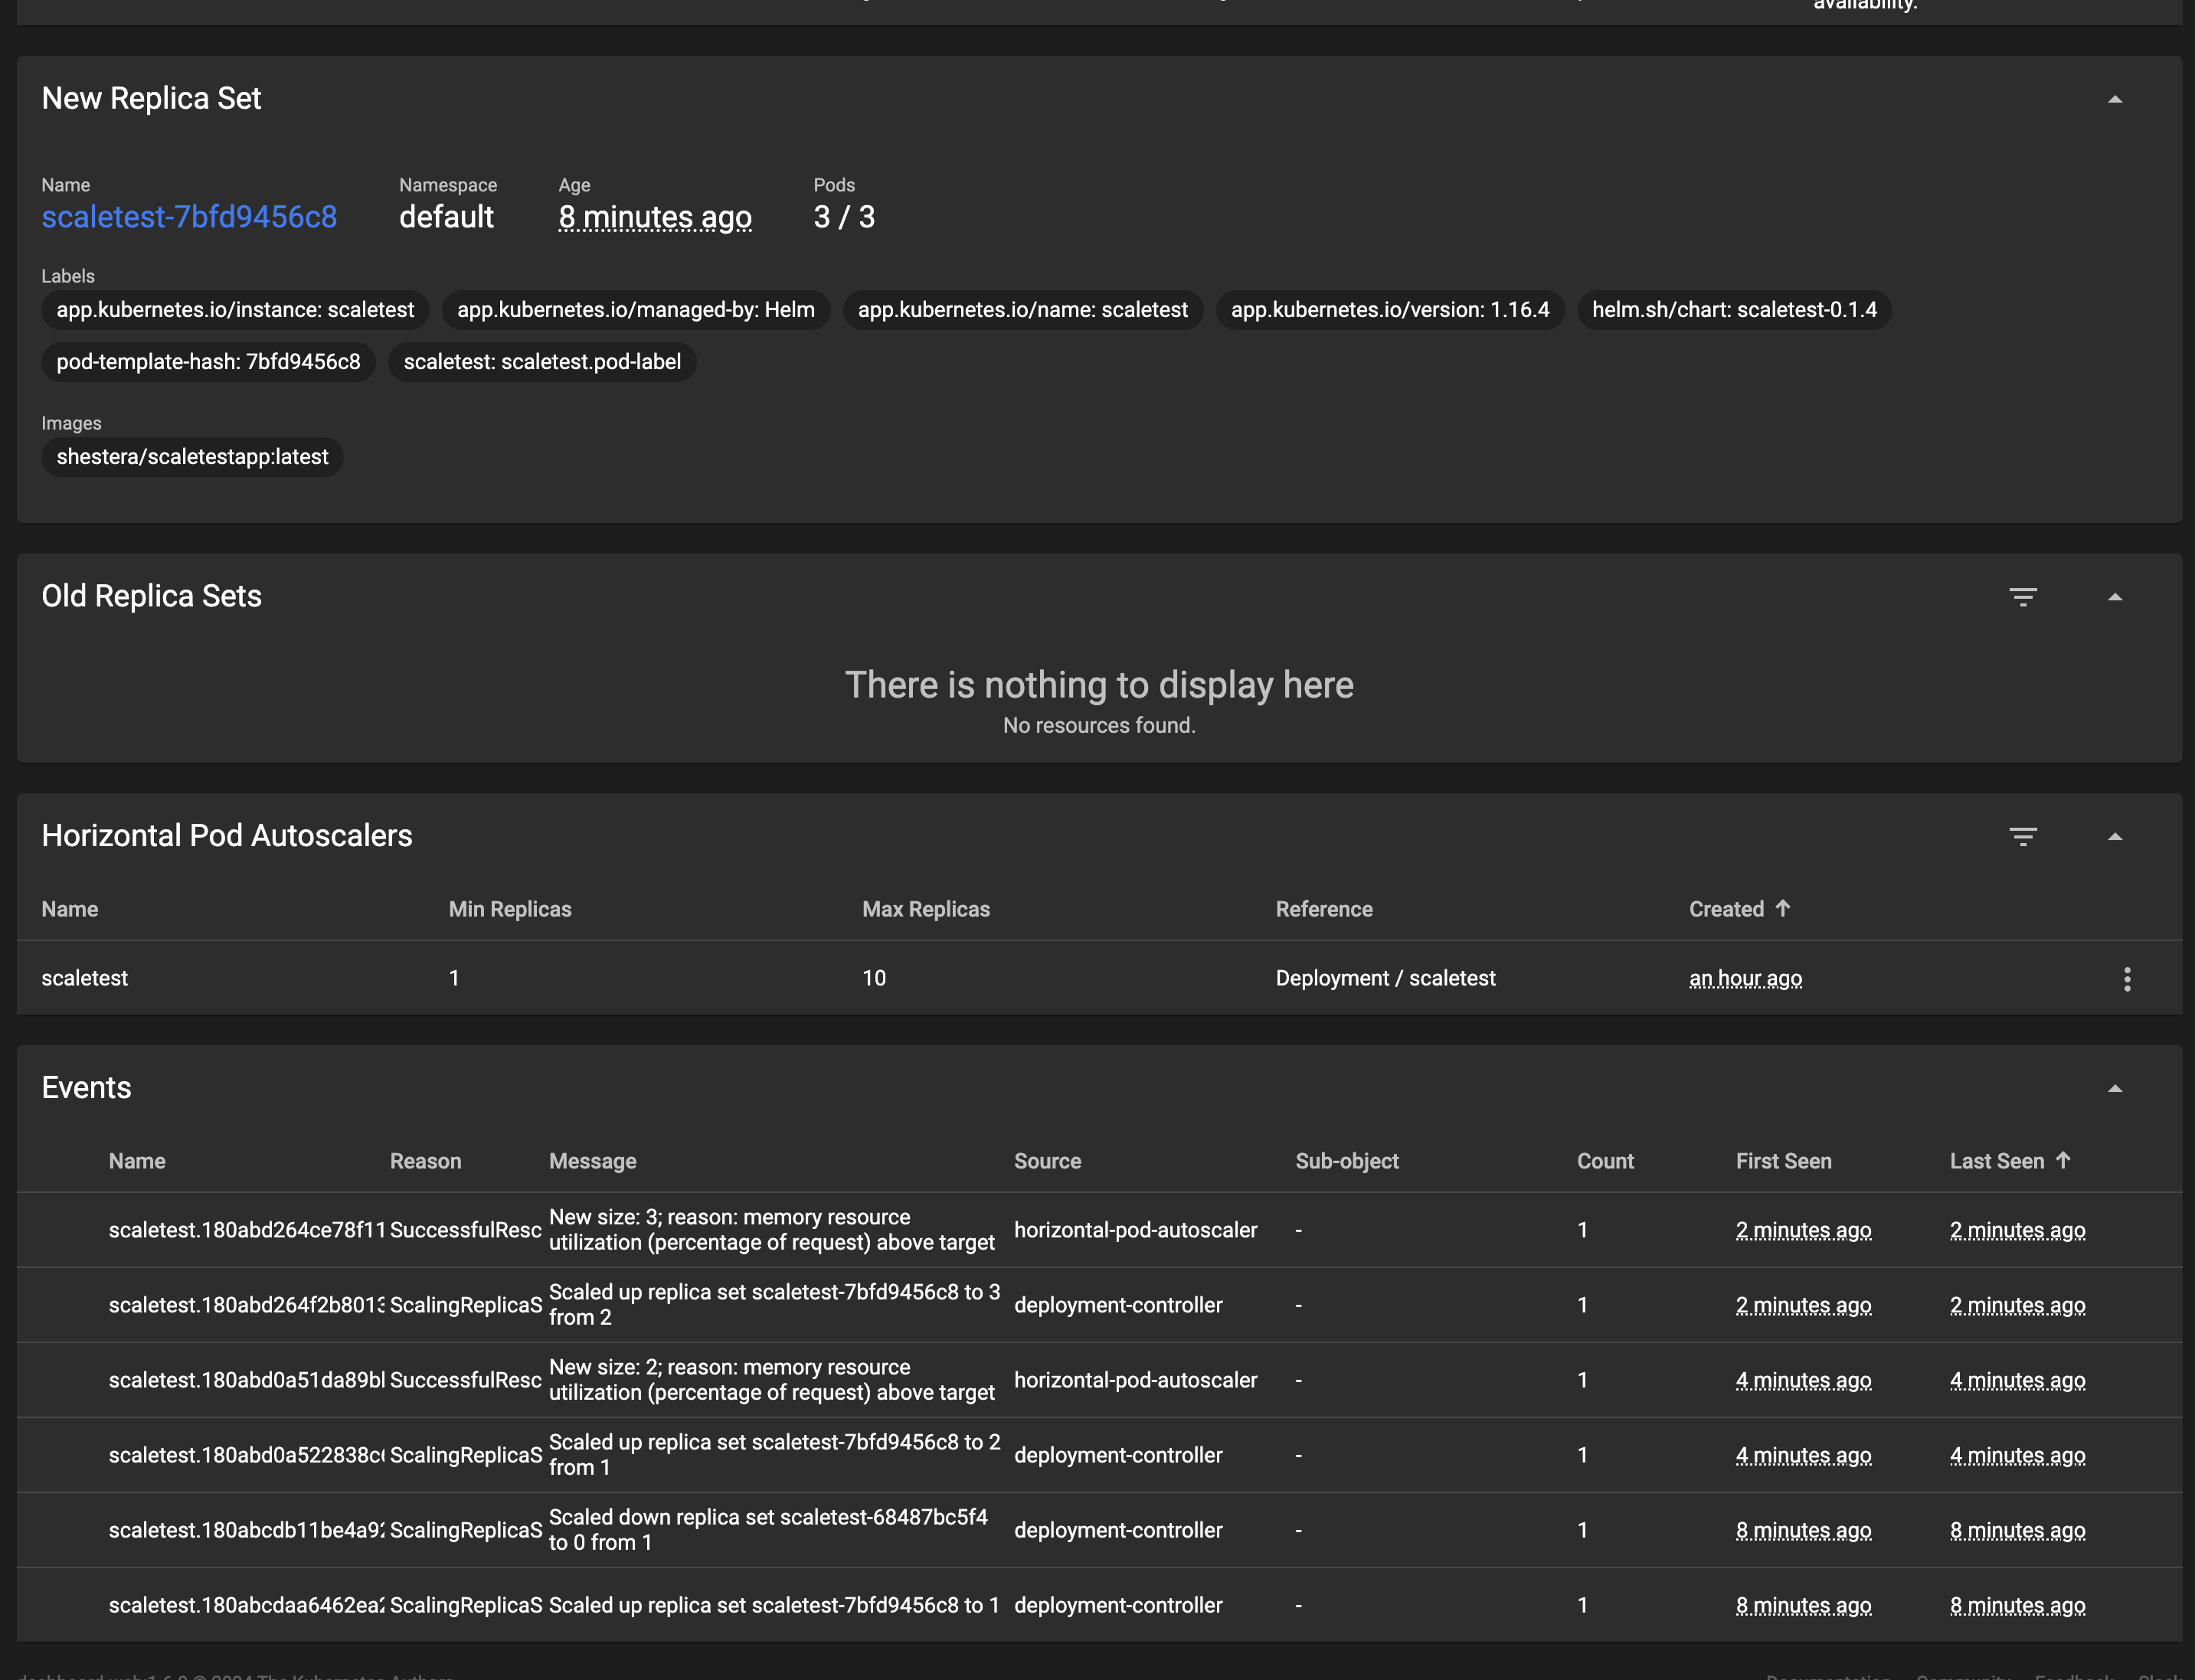 availability.
New Replica Set
Name Namespace Age Pods
scaletest-7bfd9456c8 default 8 minutes ago 3 / 3
Labels
app.kubernetes.io/instance: scaletest app.kubernetes.io/managed-by: Helm app.kubernetes.io/name: scaletest app.kubernetes.io/version: 1.16.4 helm.sh/chart: scaletest-0.1.4
pod-template-hash: 7bfd9456c8 scaletest: scaletest.pod-label
Images
shestera/scaletestapp:latest
Old Replica Sets
There is nothing to display here
No resources found.
Horizontal Pod Autoscalers
Name Min Replicas Max Replicas Reference Created
scaletest 1 10 Deployment / scaletest an hour ago
Events
Name Reason Message Source Sub-object Count First Seen Last Seen
scaletest.180abd264ce78f11 SuccessfulResc New size: 3; reason: memory resource utilization (percentage of request) above target horizontal-pod-autoscaler - 1 2 minutes ago 2 minutes ago
scaletest.180abd264f2b8013 ScalingReplicaS Scaled up replica set scaletest-7bfd9456c8 to 3 from 2 deployment-controller - 1 2 minutes ago 2 minutes ago
scaletest.180abd0a51da89bl SuccessfulResc New size: 2; reason: memory resource utilization (percentage of request) above target horizontal-pod-autoscaler - 1 4 minutes ago 4 minutes ago
scaletest.180abd0a522838c SuccessfulResc ScalingReplicaS Scaled up replica set scaletest-7bfd9456c8 to 2 from 1 deployment-controller - 1 4 minutes ago 4 minutes ago
scaletest.180abcdb11be4a92 ScalingReplicaS Scaled down replica set scaletest-68487bc5f4 to 0 from 1 deployment-controller - 1 8 minutes ago 8 minutes ago
scaletest.180abcdaa6462ea2 ScalingReplicaS Scaled up replica set scaletest-7bfd9456c8 to 1 deployment-controller - 1 8 minutes ago 8 minutes ago